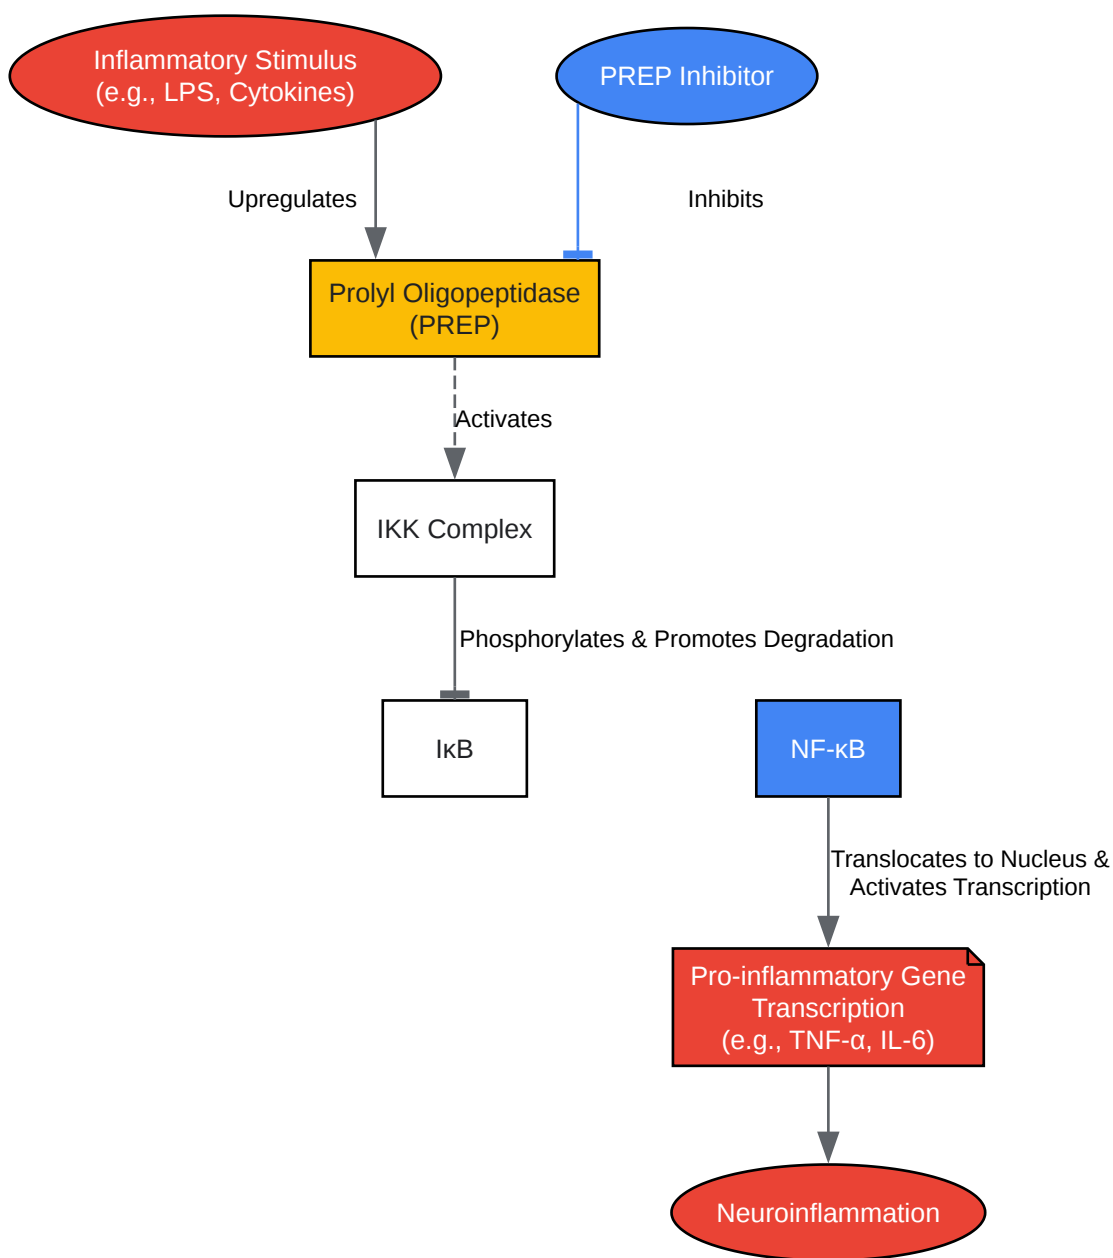 Inflammatory Stimulus
(e.g., LPS, Cytokines)
PREP Inhibitor
Upregulates
Inhibits
Prolyl Oligopeptidase
(PREP)
Activates
IKK Complex
Phosphorylates & Promotes Degradation
IκB
NF-κB
Translocates to Nucleus &
Activates Transcription
Pro-inflammatory Gene
Transcription
(e.g., TNF-α, IL-6)
Neuroinflammation